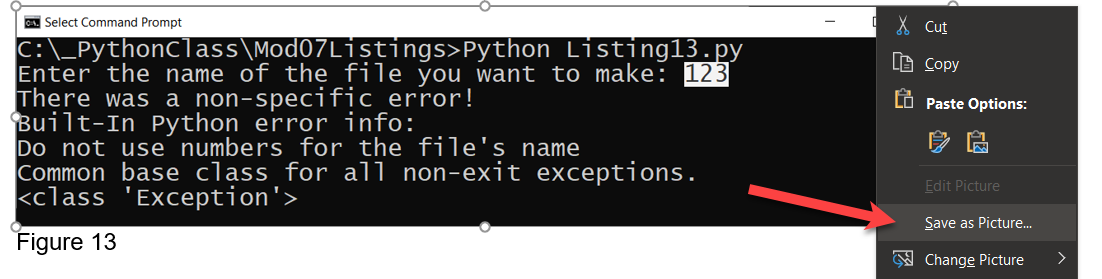 Select Command Prompt
C:\_PythonClass\Mod07Listings>Python Listing13.py
Enter the name of the file you want to make: 123
There was a non-specific error!
Built-In Python error info:
Do not use numbers for the file's name
Common base class for all non-exit exceptions.
<class 'Exception'>
Figure 13
Cut
Copy
Paste Options:
Edit Picture
Save as Picture...
Change Picture